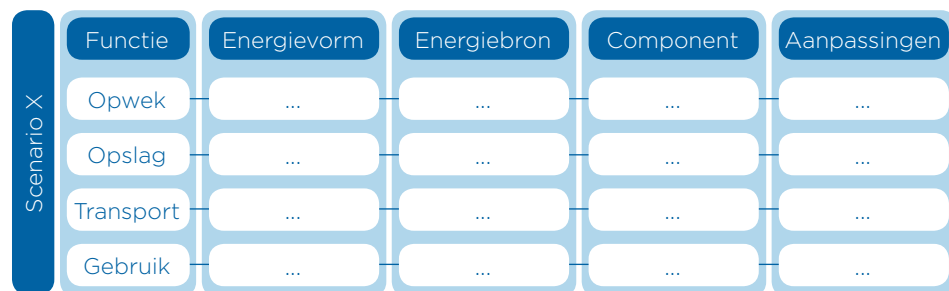 Scenario X
Functie Energievorm Energiebron Component Aanpassingen
Opwek ... ... ... ...
Opslag ... ... ... ...
Transport ... ... ... ...
Gebruik ... ... ... ...